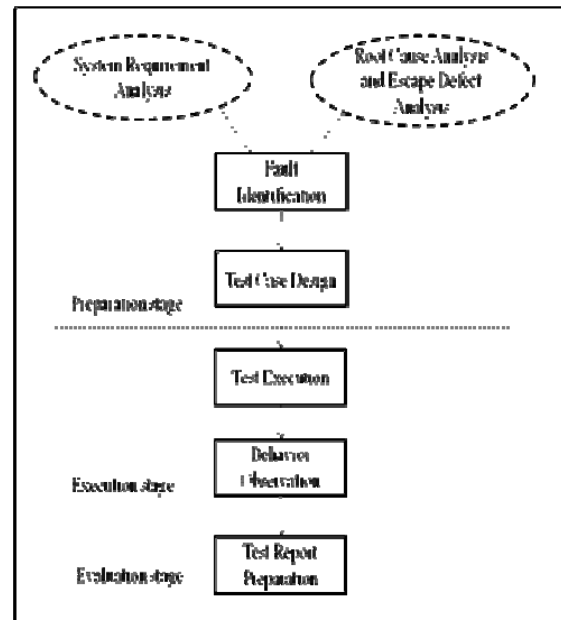 System Requirement
Analysis
Root Cause Analysis
and Escape Defect
Analysis
Fault
Identification
Test Case Design
Preparation stage
Test Execution
Behavior
Observation
Execution stage
Test Report
Preparation
Evaluation stage